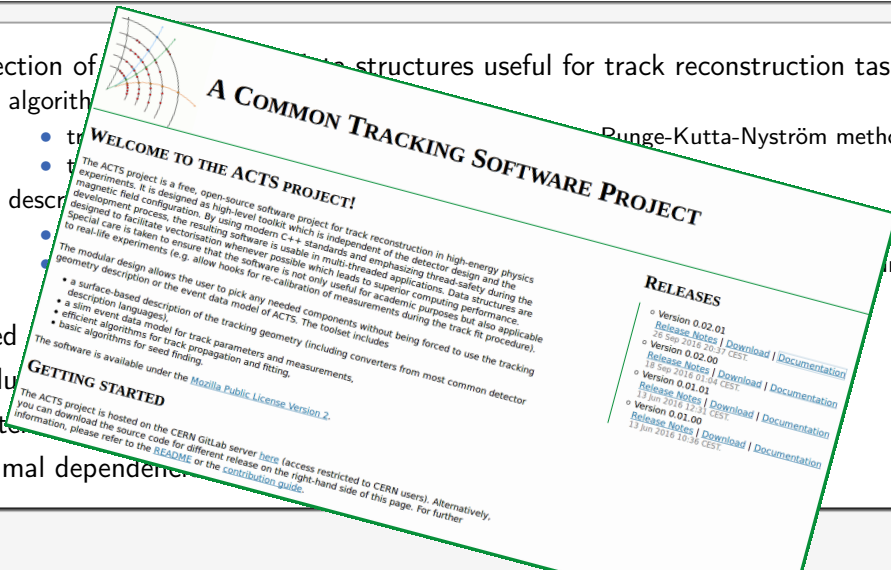 ection of
structures useful for track reconstruction tas
algorith
Runge-Kutta-Nyström metho
descr
ed
mal dependen
A Common Tracking Software Project
Welcome to the ACTS project!
The ACTS project is a free, open-source software project for track reconstruction in high-energy physics
experiments. It is designed as high-level toolkit which is independent of the detector design and the
magnetic field configuration. By using modern C++ standards and emphasizing thread-safety during the
development process, the resulting software is usable in multi-threaded applications. Data structures are
designed to facilitate vectorisation whenever possible which leads to superior computing performance.
Special care is taken to ensure that the software is not only useful for academic purposes but also applicable
to real-life experiments (e.g. allow hooks for re-calibration of measurements during the track fit procedure).
The modular design allows the user to pick any needed components without being forced to use the tracking
geometry description or the event data model of ACTS. The toolset includes
• a surface-based description of the tracking geometry (including converters from most common detector
description languages),
• a slim event data model for track parameters and measurements,
• efficient algorithms for track propagation and fitting,
• basic algorithms for seed finding.
The software is available under the Mozilla Public License Version 2.
Getting started
The ACTS project is hosted on the CERN GitLab server here (access restricted to CERN users). Alternatively,
you can download the source code for different release on the right-hand side of this page. For further
information, please refer to the README or the contribution guide.
Releases
Version 0.02.01
Release Notes | Download | Documentation
26 Sep 2016 20:37 CEST.
Version 0.02.00
Release Notes | Download | Documentation
18 Sep 2016 01:04 CEST.
Version 0.01.01
Release Notes | Download | Documentation
13 Jun 2016 12:31 CEST.
Version 0.01.00
Release Notes | Download | Documentation
13 Jun 2016 10:36 CEST.